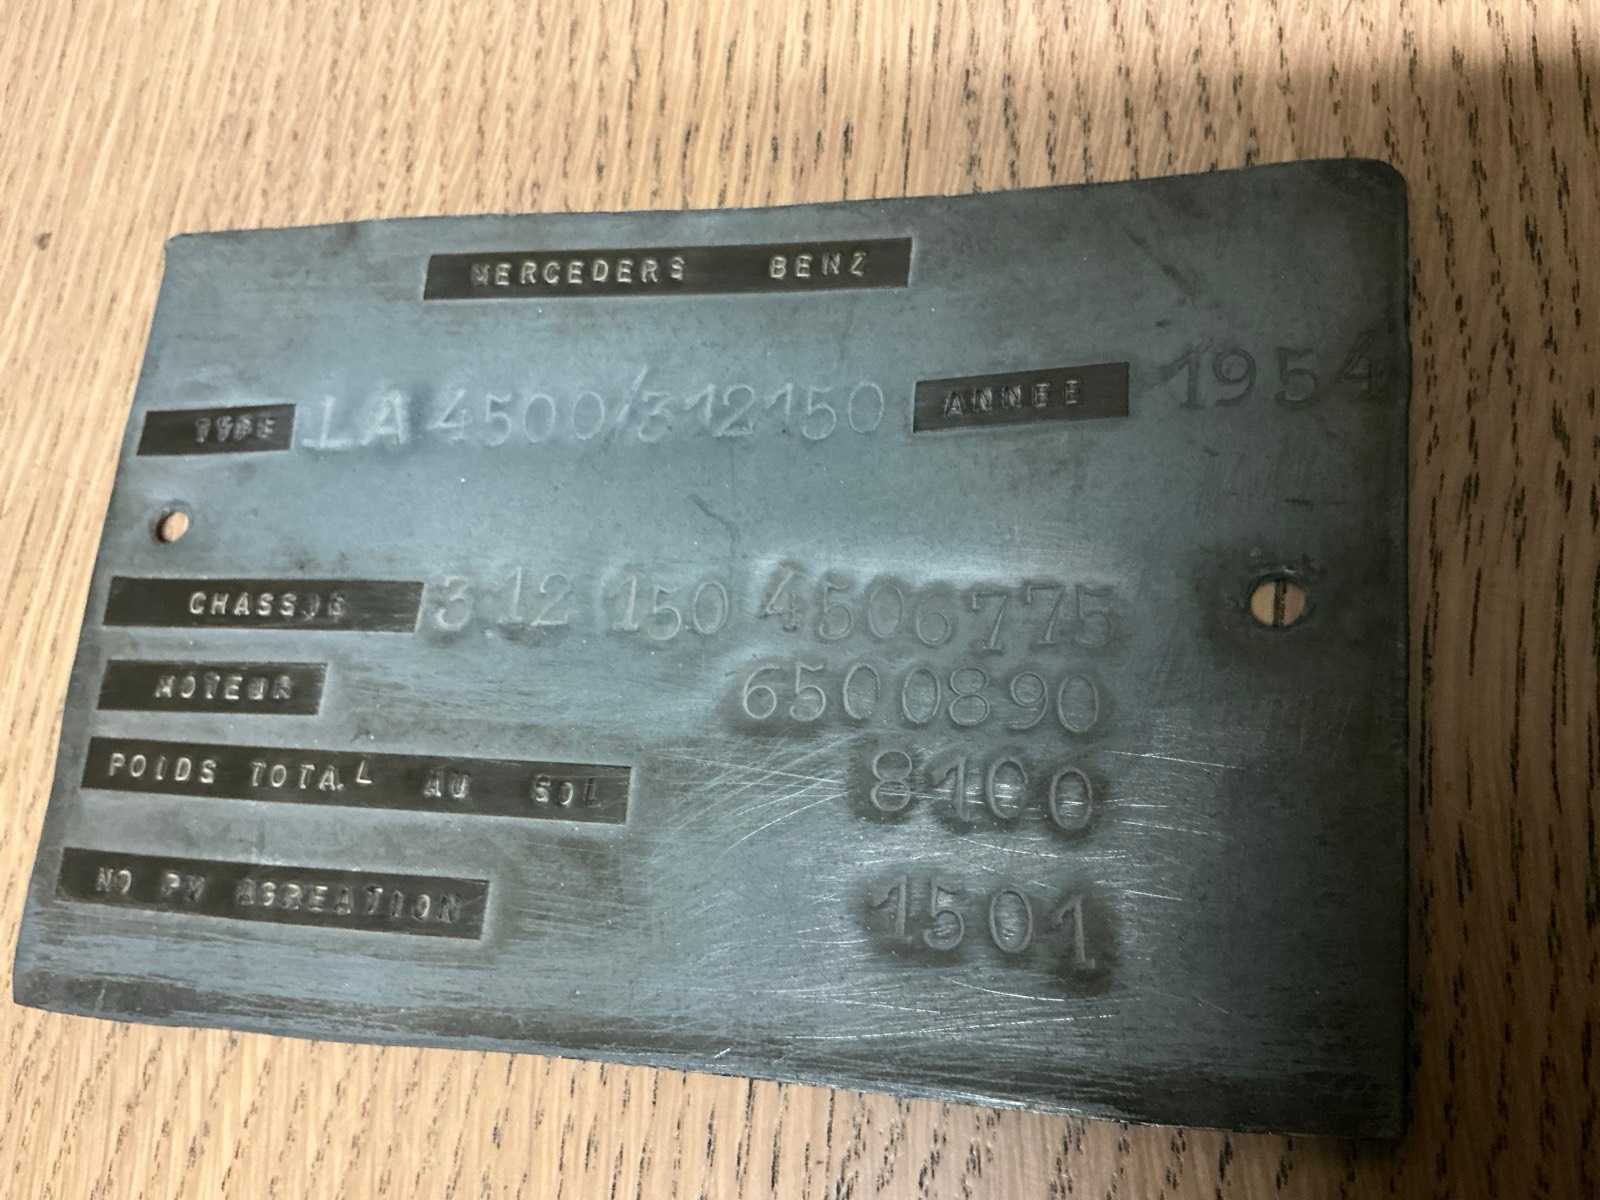 MERCEDERS BENZ
TYPE LA 4500/312150 ANNEE 1954
CHASSJS 312 150 4506775
MOTEUR 6500890
POIDS TOTAL AU SOL 8100
NO PV AGREATION 1501